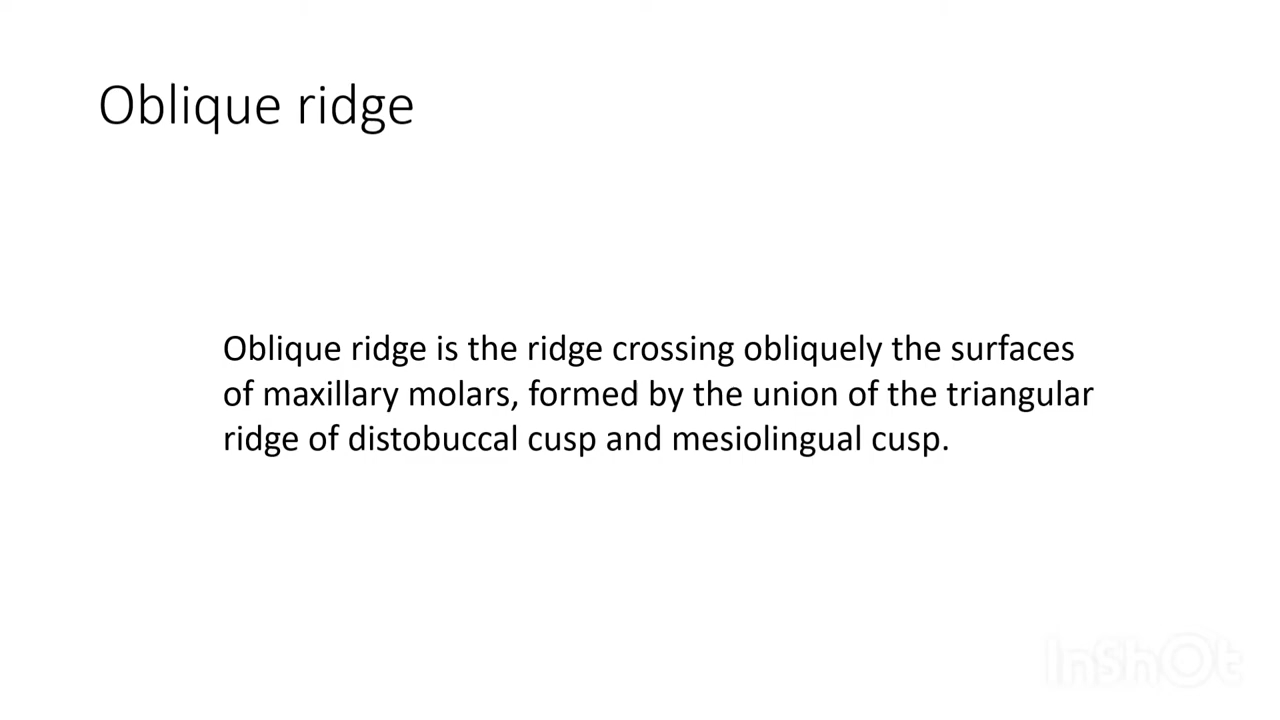 Oblique ridge
Oblique ridge is the ridge crossing obliquely the surfaces
of maxillary molars, formed by the union of the triangular
ridge of distobuccal cusp and mesiolingual cusp.
InShOt